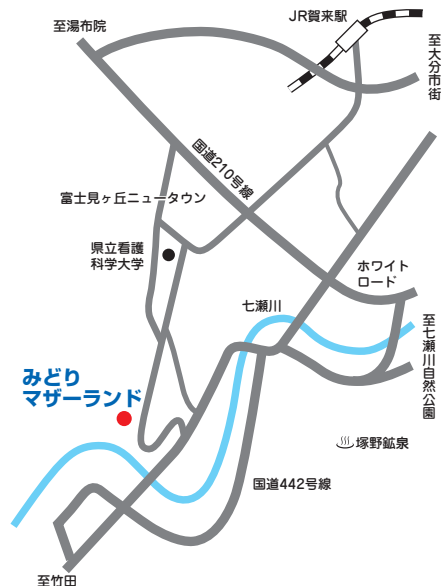 JR賀来駅
至湯布院
至大分市街
国道210号線
富士見ヶ丘ニュータウン
県立看護
科学大学
ホワイト
ロード
七瀬川
至七瀬川自然公園
みどり
マザーランド
塚野鉱泉
国道442号線
至竹田